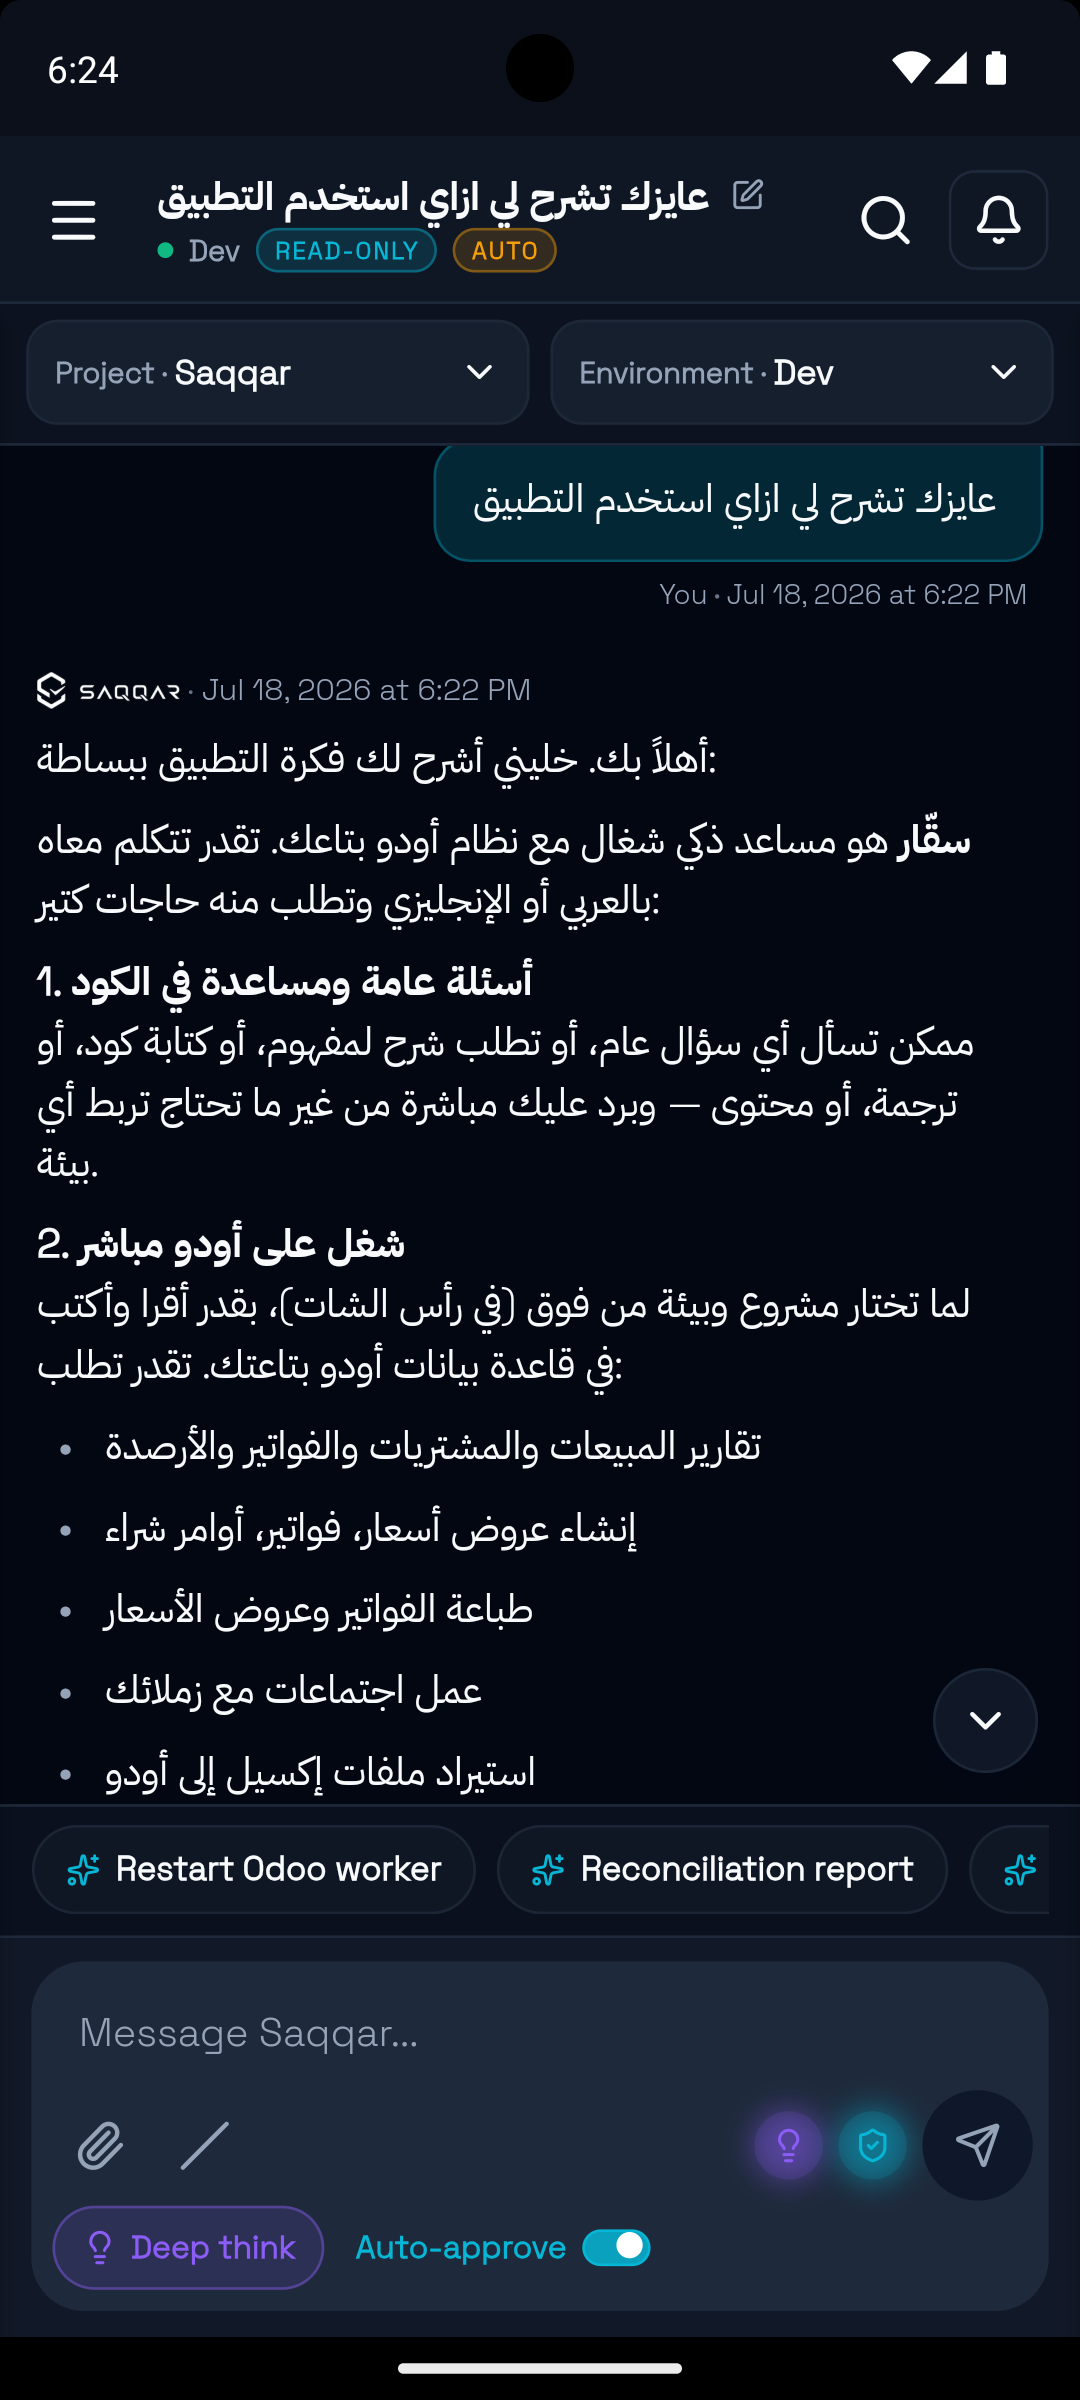 6:24
عايزك تشرح لي ازاي استخدم التطبيق
Dev READ-ONLY AUTO
Project · Saqqar
Environment · Dev
عايزك تشرح لي ازاي استخدم التطبيق
You · Jul 18, 2026 at 6:22 PM
SAQQAR · Jul 18, 2026 at 6:22 PM
أهلاً بك. خليني أشرح لك فكرة التطبيق ببساطة:
سقّار هو مساعد ذكي شغال مع نظام أودو بتاعك. تقدر تتكلم معاه
بالعربي أو الإنجليزي وتطلب منه حاجات كتير:
1. أسئلة عامة ومساعدة في الكود
ممكن تسأل أي سؤال عام، أو تطلب شرح لمفهوم، أو كتابة كود، أو
ترجمة، أو محتوى — وبرد عليك مباشرة من غير ما تحتاج تربط أي
بيئة.
2. شغل على أودو مباشر
لما تختار مشروع وبيئة من فوق (في رأس الشات)، بقدر أقرا وأكتب
في قاعدة بيانات أودو بتاعتك. تقدر تطلب:
• تقارير المبيعات والمشتريات والفواتير والأرصدة
• إنشاء عروض أسعار، فواتير، أوامر شراء
• طباعة الفواتير وعروض الأسعار
• عمل اجتماعات مع زملائك
• استيراد ملفات إكسيل إلى أودو
Restart Odoo worker
Reconciliation report
Message Saqqar...
Deep think
Auto-approve